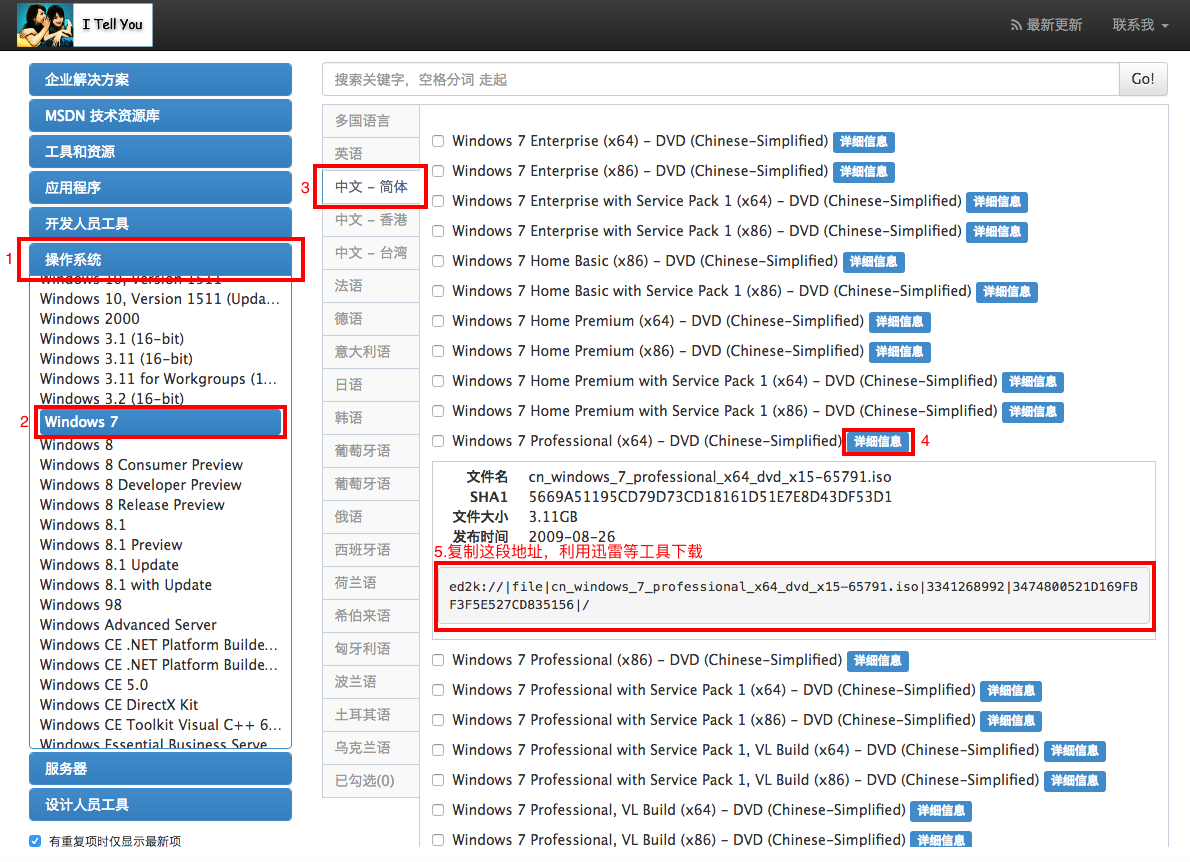 I Tell You
最新更新
联系我
企业解决方案
MSDN 技术资源库
工具和资源
应用程序
开发人员工具
1
操作系统
Windows 10, Version 1511
Windows 10, Version 1511 (Upda...
Windows 2000
Windows 3.1 (16-bit)
Windows 3.11 (16-bit)
Windows 3.11 for Workgroups (1...
Windows 3.2 (16-bit)
2
Windows 7
Windows 8
Windows 8 Consumer Preview
Windows 8 Developer Preview
Windows 8 Release Preview
Windows 8.1
Windows 8.1 Preview
Windows 8.1 Update
Windows 8.1 with Update
Windows 98
Windows Advanced Server
Windows CE .NET Platform Builde...
Windows CE .NET Platform Builde...
Windows CE 5.0
Windows CE DirectX Kit
Windows CE Toolkit Visual C++ 6...
Windows Essential Business Serve
服务器
设计人员工具
有重复项时仅显示最新项
搜索关键字，空格分词 走起
Go!
多国语言
英语
3
中文 – 简体
中文 – 香港
中文 – 台湾
法语
德语
意大利语
日语
韩语
葡萄牙语
葡萄牙语
俄语
西班牙语
荷兰语
希伯来语
匈牙利语
波兰语
土耳其语
乌克兰语
已勾选(0)
Windows 7 Enterprise (x64) – DVD (Chinese-Simplified) 详细信息
Windows 7 Enterprise (x86) – DVD (Chinese-Simplified) 详细信息
Windows 7 Enterprise with Service Pack 1 (x64) – DVD (Chinese-Simplified) 详细信息
Windows 7 Enterprise with Service Pack 1 (x86) – DVD (Chinese-Simplified) 详细信息
Windows 7 Home Basic (x86) – DVD (Chinese-Simplified) 详细信息
Windows 7 Home Basic with Service Pack 1 (x86) – DVD (Chinese-Simplified) 详细信息
Windows 7 Home Premium (x64) – DVD (Chinese-Simplified) 详细信息
Windows 7 Home Premium (x86) – DVD (Chinese-Simplified) 详细信息
Windows 7 Home Premium with Service Pack 1 (x64) – DVD (Chinese-Simplified) 详细信息
Windows 7 Home Premium with Service Pack 1 (x86) – DVD (Chinese-Simplified) 详细信息
Windows 7 Professional (x64) – DVD (Chinese-Simplified) 详细信息 4
文件名 cn_windows_7_professional_x64_dvd_x15-65791.iso
SHA1 5669A51195CD79D73CD18161D51E7E8D43DF53D1
文件大小 3.11GB
发布时间 2009-08-26
5.复制这段地址，利用迅雷等工具下载
ed2k://|file|cn_windows_7_professional_x64_dvd_x15-65791.iso|3341268992|3474800521D169FB
F3F5E527CD835156|/
Windows 7 Professional (x86) – DVD (Chinese-Simplified) 详细信息
Windows 7 Professional with Service Pack 1 (x64) – DVD (Chinese-Simplified) 详细信息
Windows 7 Professional with Service Pack 1 (x86) – DVD (Chinese-Simplified) 详细信息
Windows 7 Professional with Service Pack 1, VL Build (x64) – DVD (Chinese-Simplified) 详细信息
Windows 7 Professional with Service Pack 1, VL Build (x86) – DVD (Chinese-Simplified) 详细信息
Windows 7 Professional, VL Build (x64) – DVD (Chinese-Simplified) 详细信息
Windows 7 Professional, VL Build (x86) – DVD (Chinese-Simplified) 详细信息